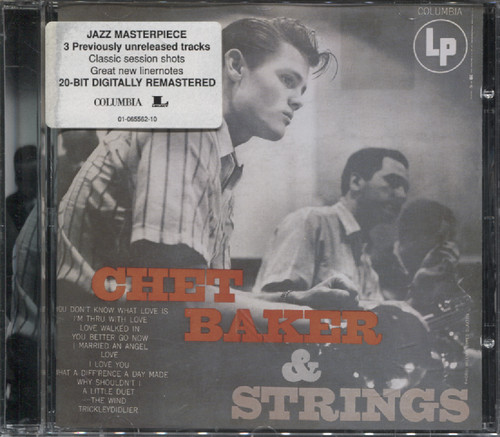 JAZZ MASTERPIECE
3 Previously unreleased tracks
Classic session shots
Great new linernotes
20-BIT DIGITALLY REMASTERED
COLUMBIA
01-065562-10
COLUMBIA
Lp
CHET
BAKER
&
STRINGS
YOU DON'T KNOW WHAT LOVE IS
I'M THRU WITH LOVE
LOVE WALKED IN
YOU BETTER GO NOW
I MARRIED AN ANGEL
LOVE
I LOVE YOU
WHAT A DIFFERENCE A DAY MADE
WHY SHOULDN'T I
A LITTLE DUET
THE WIND
TRICKLEYDIDLIER